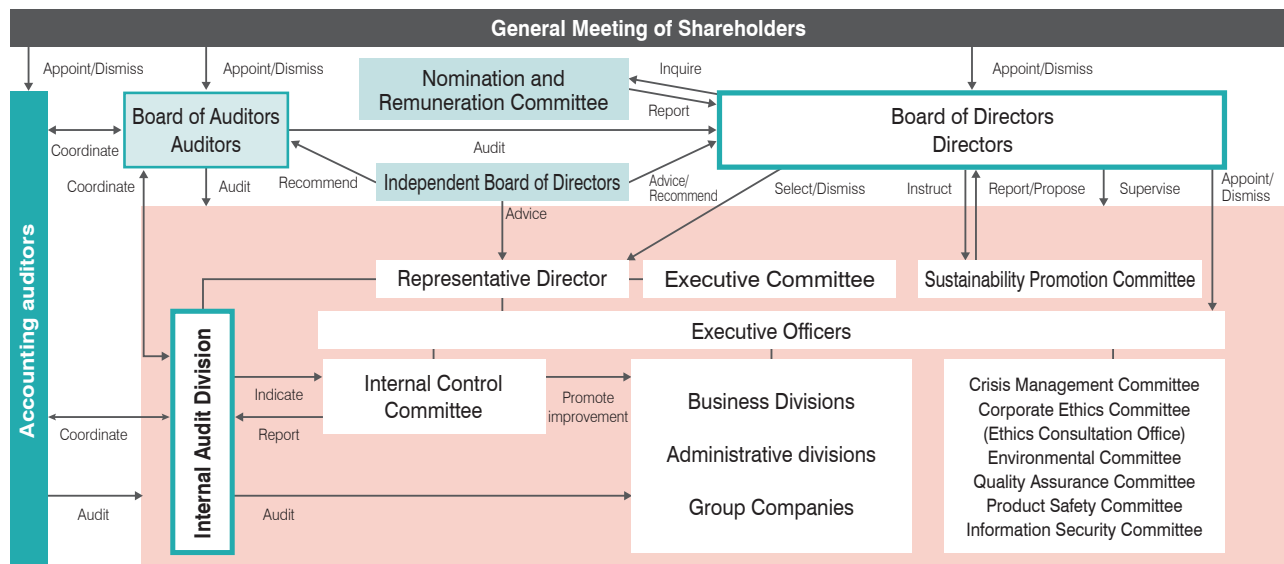 General Meeting of Shareholders
Appoint/Dismiss
Appoint/Dismiss
Appoint/Dismiss
Nomination and
Remuneration Committee
Inquire
Report
Board of Auditors
Auditors
Board of Directors
Directors
Coordinate
Audit
Coordinate
Audit
Recommend
Independent Board of Directors
Advice/
Recommend
Select/Dismiss
Instruct
Report/Propose
Supervise
Appoint/
Dismiss
Advice
Accounting auditors
Representative Director
Executive Committee
Sustainability Promotion Committee
Executive Officers
Internal Audit Division
Indicate
Report
Internal Control
Committee
Promote
improvement
Business Divisions
Administrative divisions
Group Companies
Crisis Management Committee
Corporate Ethics Committee
(Ethics Consultation Office)
Environmental Committee
Quality Assurance Committee
Product Safety Committee
Information Security Committee
Coordinate
Audit
Audit